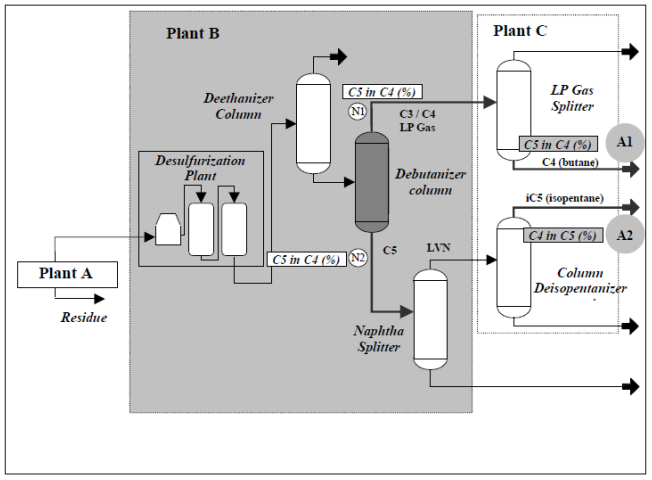 Plant B
Plant C
C5 in C4 (%)
N1
C3 / C4
LP Gas
Deethanizer
Column
LP Gas
Splitter
C5 in C4 (%)
A1
C4 (butane)
Desulfurization
Plant
Debutanizer
column
iC5 (isopentane)
C4 in C5 (%)
A2
C5 in C4 (%)
N2
C5
LVN
Plant A
Residue
Column
Deisopentanizer
Naphtha
Splitter